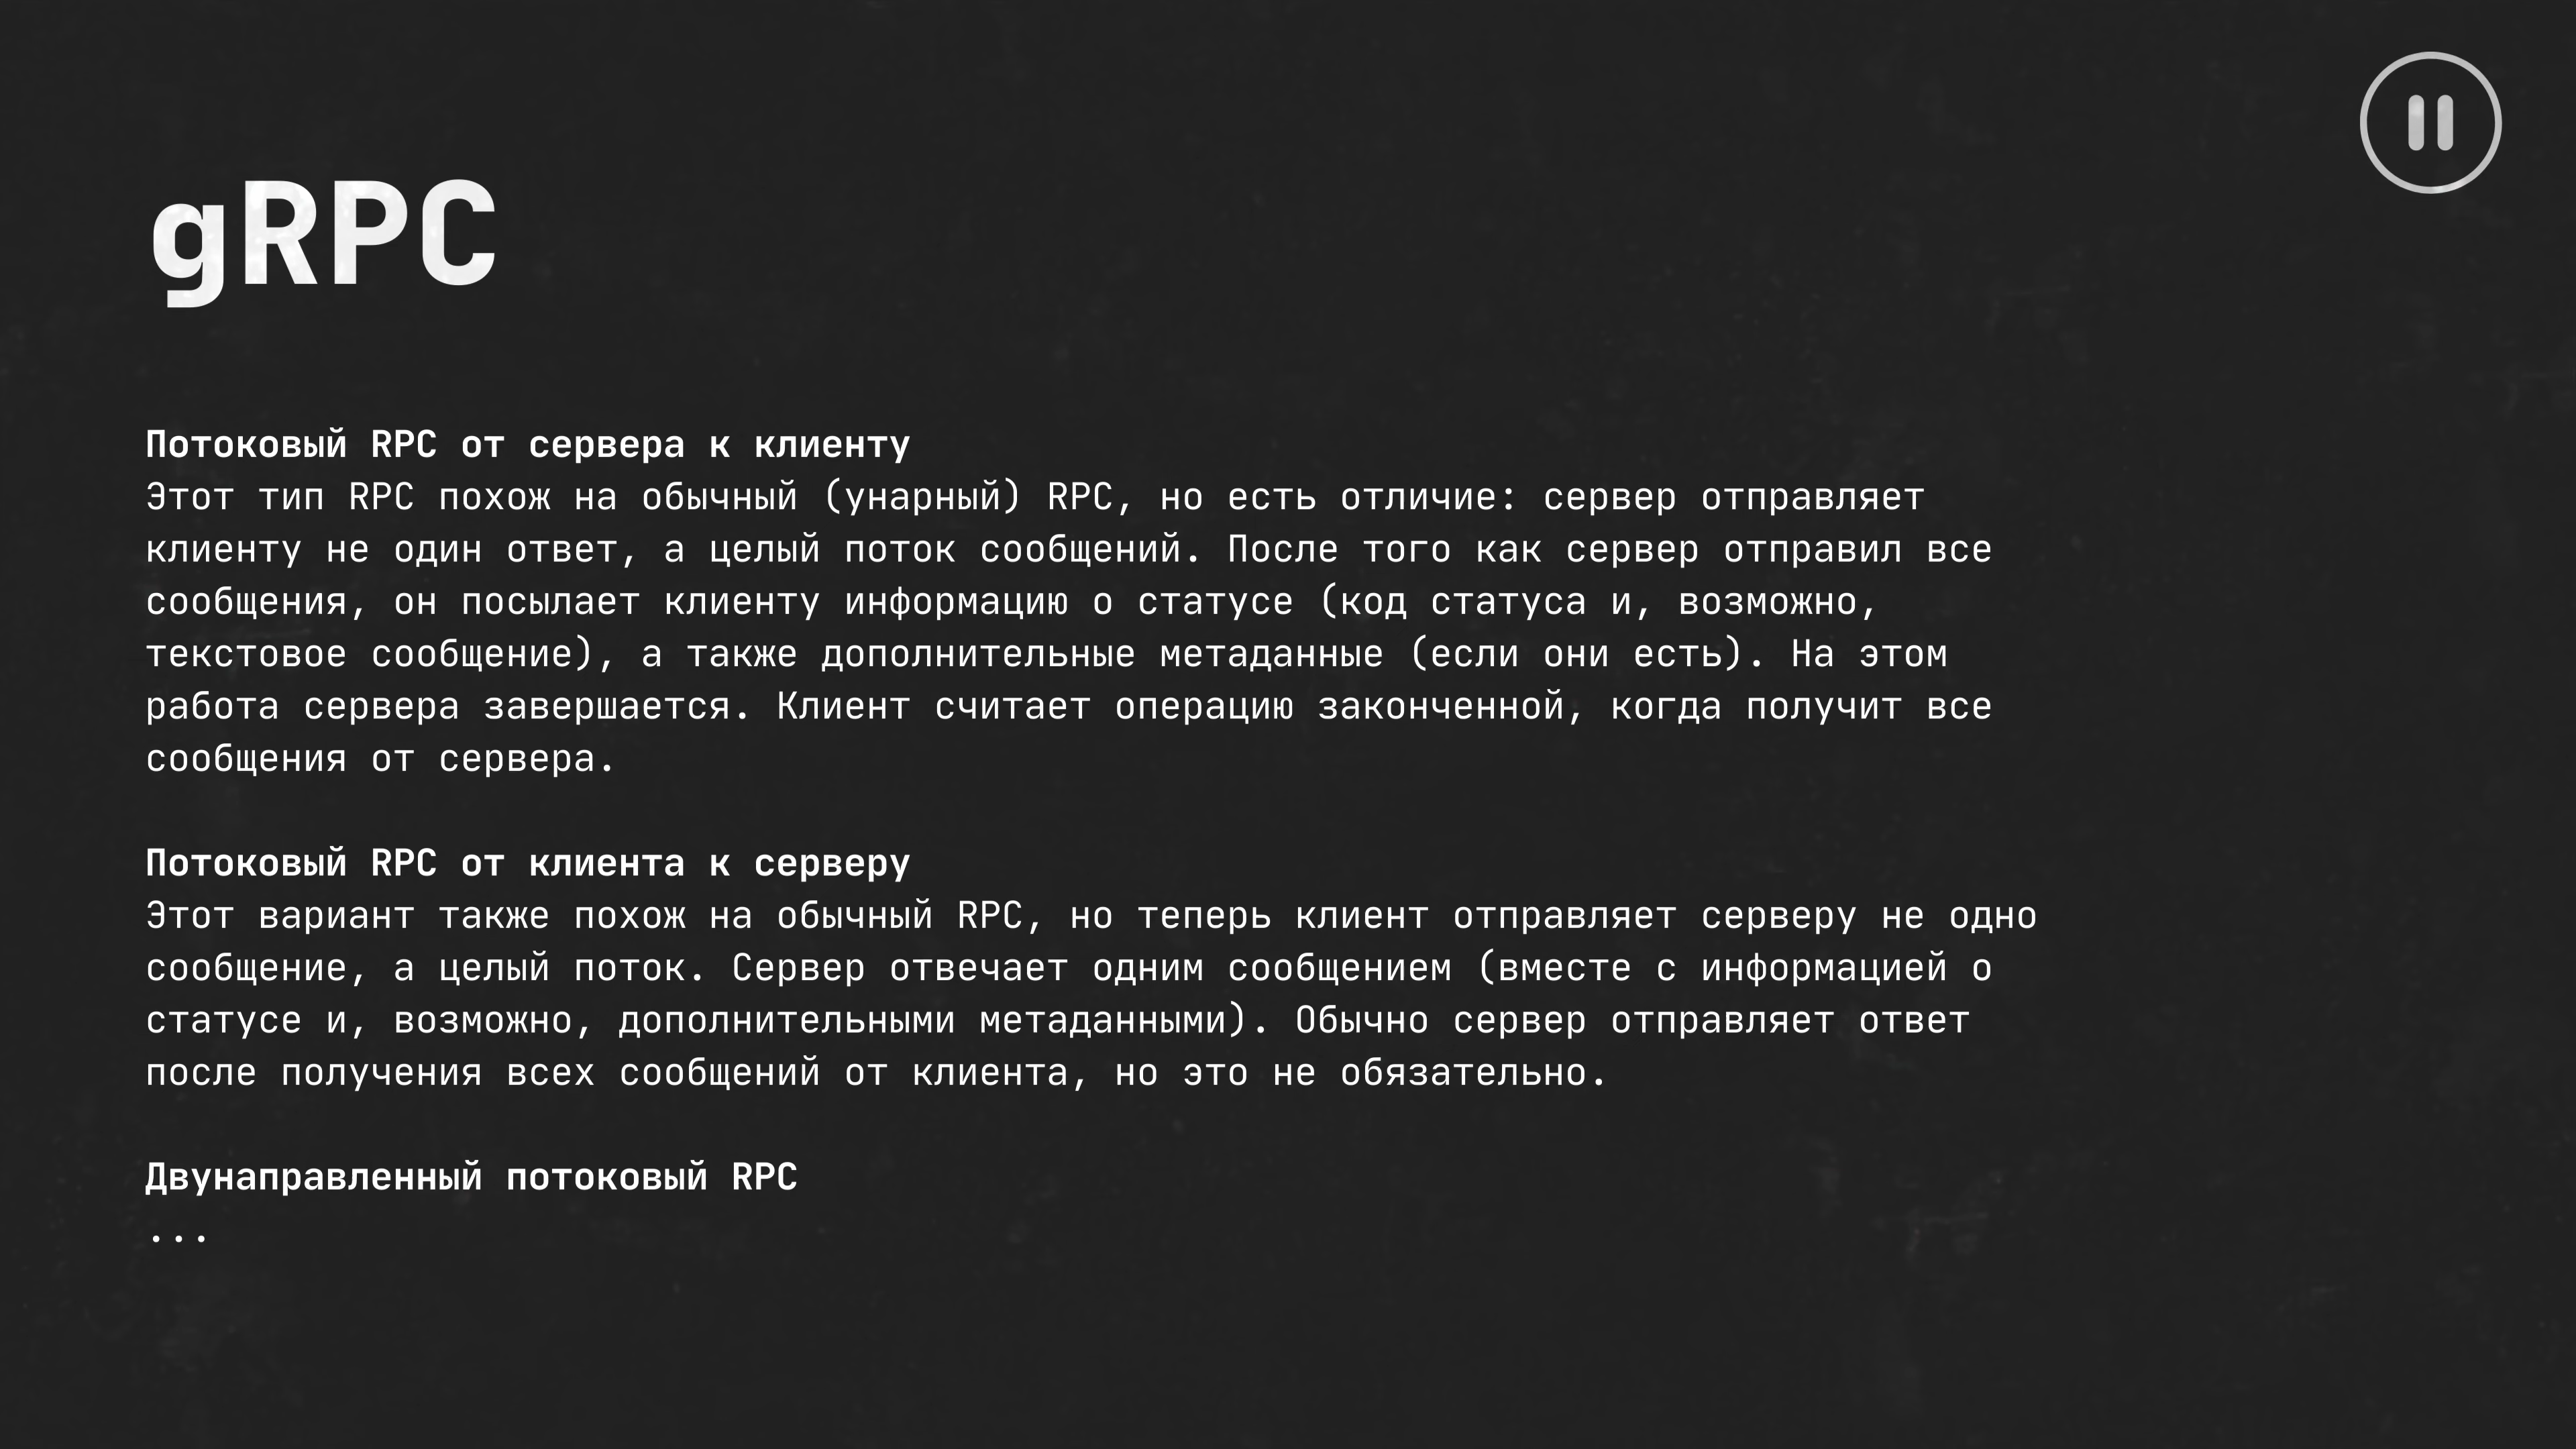 gRPC
Потоковый RPC от сервера к клиенту
Этот тип RPC похож на обычный (унарный) RPC, но есть отличие: сервер отправляет
клиенту не один ответ, а целый поток сообщений. После того как сервер отправил все
сообщения, он посылает клиенту информацию о статусе (код статуса и, возможно,
текстовое сообщение), а также дополнительные метаданные (если они есть). На этом
работа сервера завершается. Клиент считает операцию законченной, когда получит все
сообщения от сервера.
Потоковый RPC от клиента к серверу
Этот вариант также похож на обычный RPC, но теперь клиент отправляет серверу не одно
сообщение, а целый поток. Сервер отвечает одним сообщением (вместе с информацией о
статусе и, возможно, дополнительными метаданными). Обычно сервер отправляет ответ
после получения всех сообщений от клиента, но это не обязательно.
Двунаправленный потоковый RPC
...